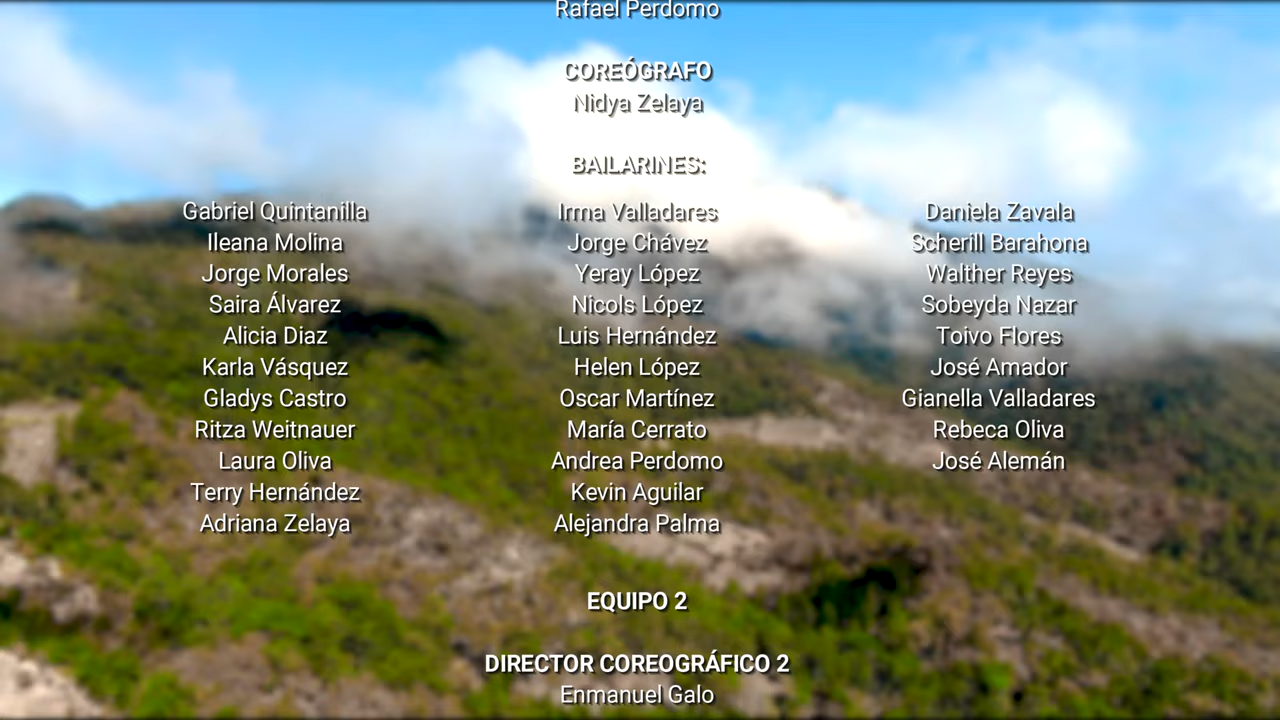 Rafael Perdomo
COREÓGRAFO
Nidya Zelaya
BAILARINES:
Gabriel Quintanilla
Ileana Molina
Jorge Morales
Saira Álvarez
Alicia Diaz
Karla Vásquez
Gladys Castro
Ritza Weitnauer
Laura Oliva
Terry Hernández
Adriana Zelaya
Irma Valladares
Jorge Chávez
Yeray López
Nicols López
Luis Hernández
Helen López
Oscar Martínez
María Cerrato
Andrea Perdomo
Kevin Aguilar
Alejandra Palma
Daniela Zavala
Scherill Barahona
Walther Reyes
Sobeyda Nazar
Toivo Flores
José Amador
Gianella Valladares
Rebeca Oliva
José Alemán
EQUIPO 2
DIRECTOR COREOGRÁFICO 2
Enmanuel Galo